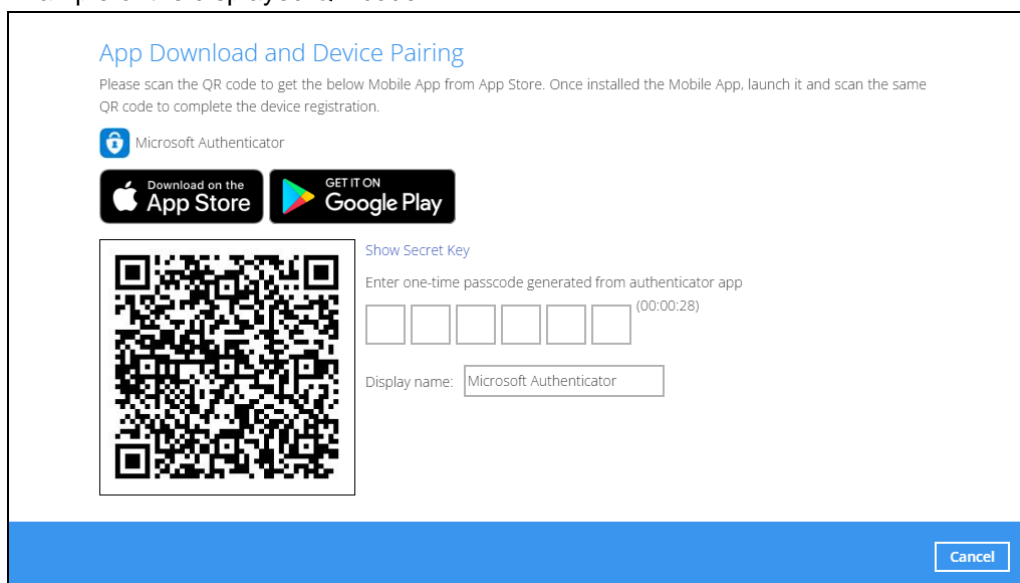 App Download and Device Pairing
Please scan the QR code to get the below Mobile App from App Store. Once installed the Mobile App, launch it and scan the same
QR code to complete the device registration.
Microsoft Authenticator
Download on the
App Store
GET IT ON
Google Play
Show Secret Key
Enter one-time passcode generated from authenticator app
(00:00:28)
Display name: Microsoft Authenticator
Cancel